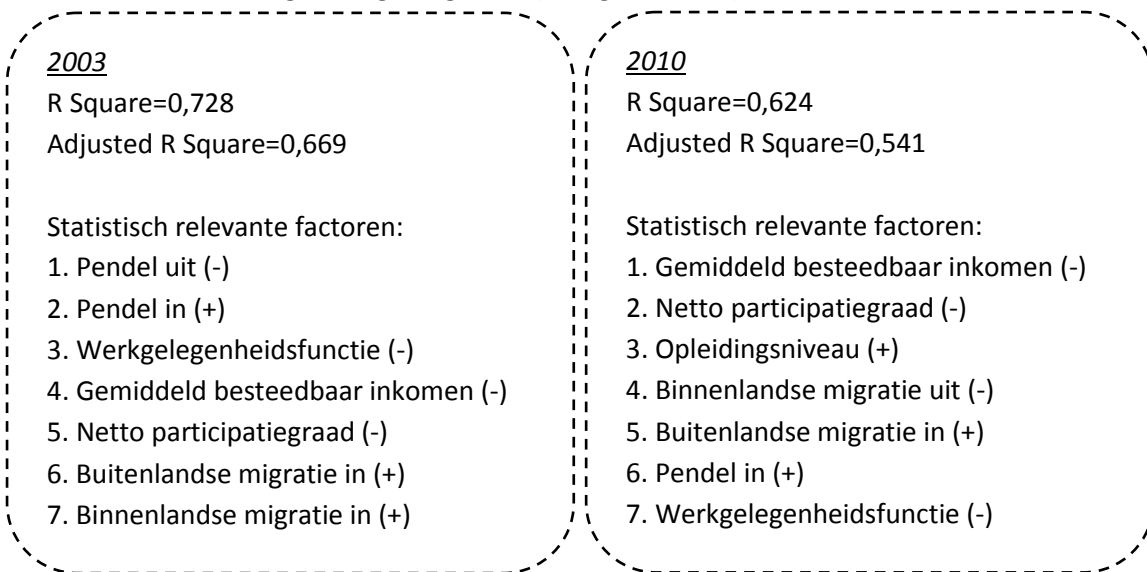 2003
R Square=0,728
Adjusted R Square=0,669
Statistisch relevante factoren:
1. Pendel uit (-)
2. Pendel in (+)
3. Werkgelegenheidsfunctie (-)
4. Gemiddeld besteedbaar inkomen (-)
5. Netto participatiegraad (-)
6. Buitenlandse migratie in (+)
7. Binnenlandse migratie in (+)
2010
R Square=0,624
Adjusted R Square=0,541
Statistisch relevante factoren:
1. Gemiddeld besteedbaar inkomen (-)
2. Netto participatiegraad (-)
3. Opleidingsniveau (+)
4. Binnenlandse migratie uit (-)
5. Buitenlandse migratie in (+)
6. Pendel in (+)
7. Werkgelegenheidsfunctie (-)